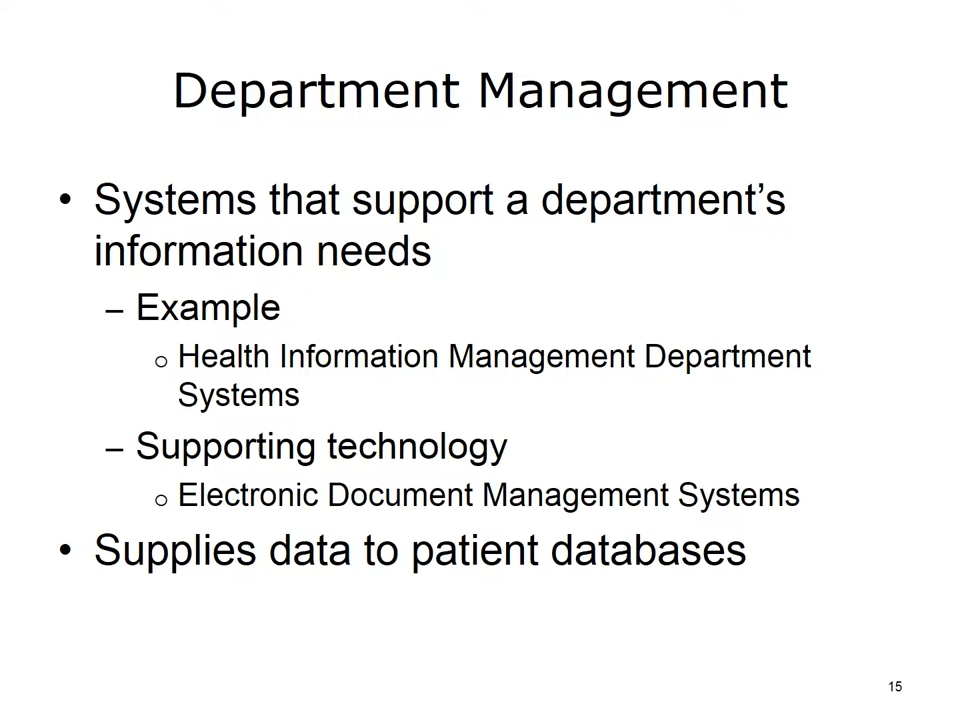 Department Management
• Systems that support a department’s
information needs
– Example
o Health Information Management Department
Systems
– Supporting technology
o Electronic Document Management Systems
• Supplies data to patient databases
15